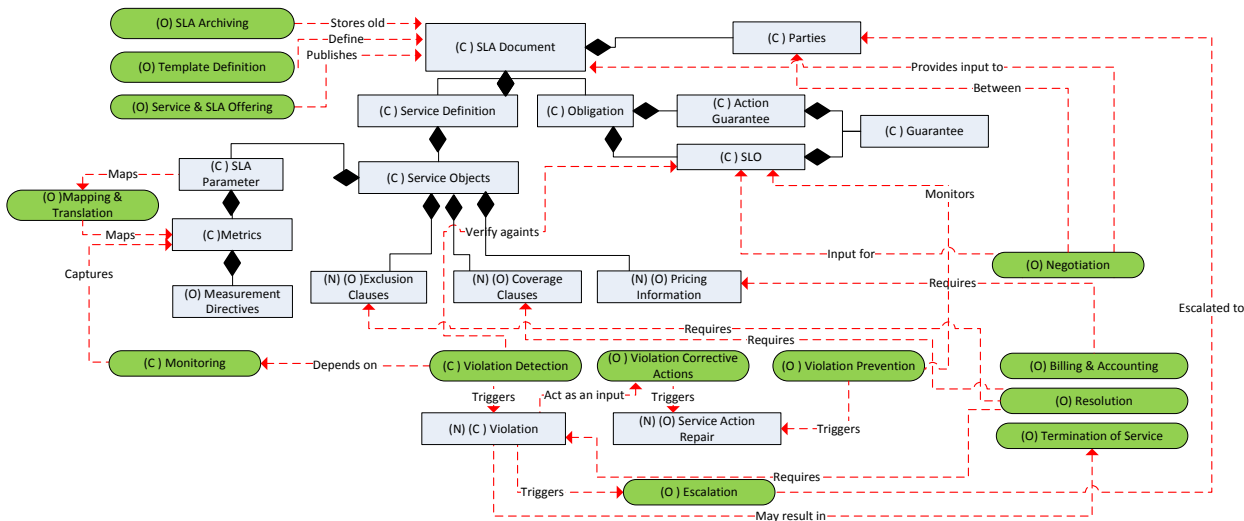 (O) SLA Archiving
Stores old
Define
Publishes
(C ) SLA Document
(C ) Parties
(O) Template Definition
Provides input to
Between
(O) Service & SLA Offering
(C ) Service Definition
(C ) Obligation
(C ) Action
Guarantee
(C ) Guarantee
(C ) SLO
(C ) SLA
Parameter
Maps
(C ) Service Objects
(O )Mapping &
Translation
Maps
(C )Metrics
Captures
Verify againts
Monitors
Input for
(O) Negotiation
(O) Measurement
Directives
(N) (O )Exclusion
Clauses
(N) (O) Coverage
Clauses
(N) (O) Pricing
Information
Requires
Escalated to
Requires
Requires
(C ) Monitoring
Depends on
(C ) Violation Detection
(O ) Violation Corrective
Actions
(O ) Violation Prevention
(O ) Billing & Accounting
(O) Resolution
Triggers
Act as an input
Triggers
(N) (C ) Violation
(N) (O) Service Action
Repair
Triggers
(O) Termination of Service
Requires
Triggers
(O ) Escalation
May result in